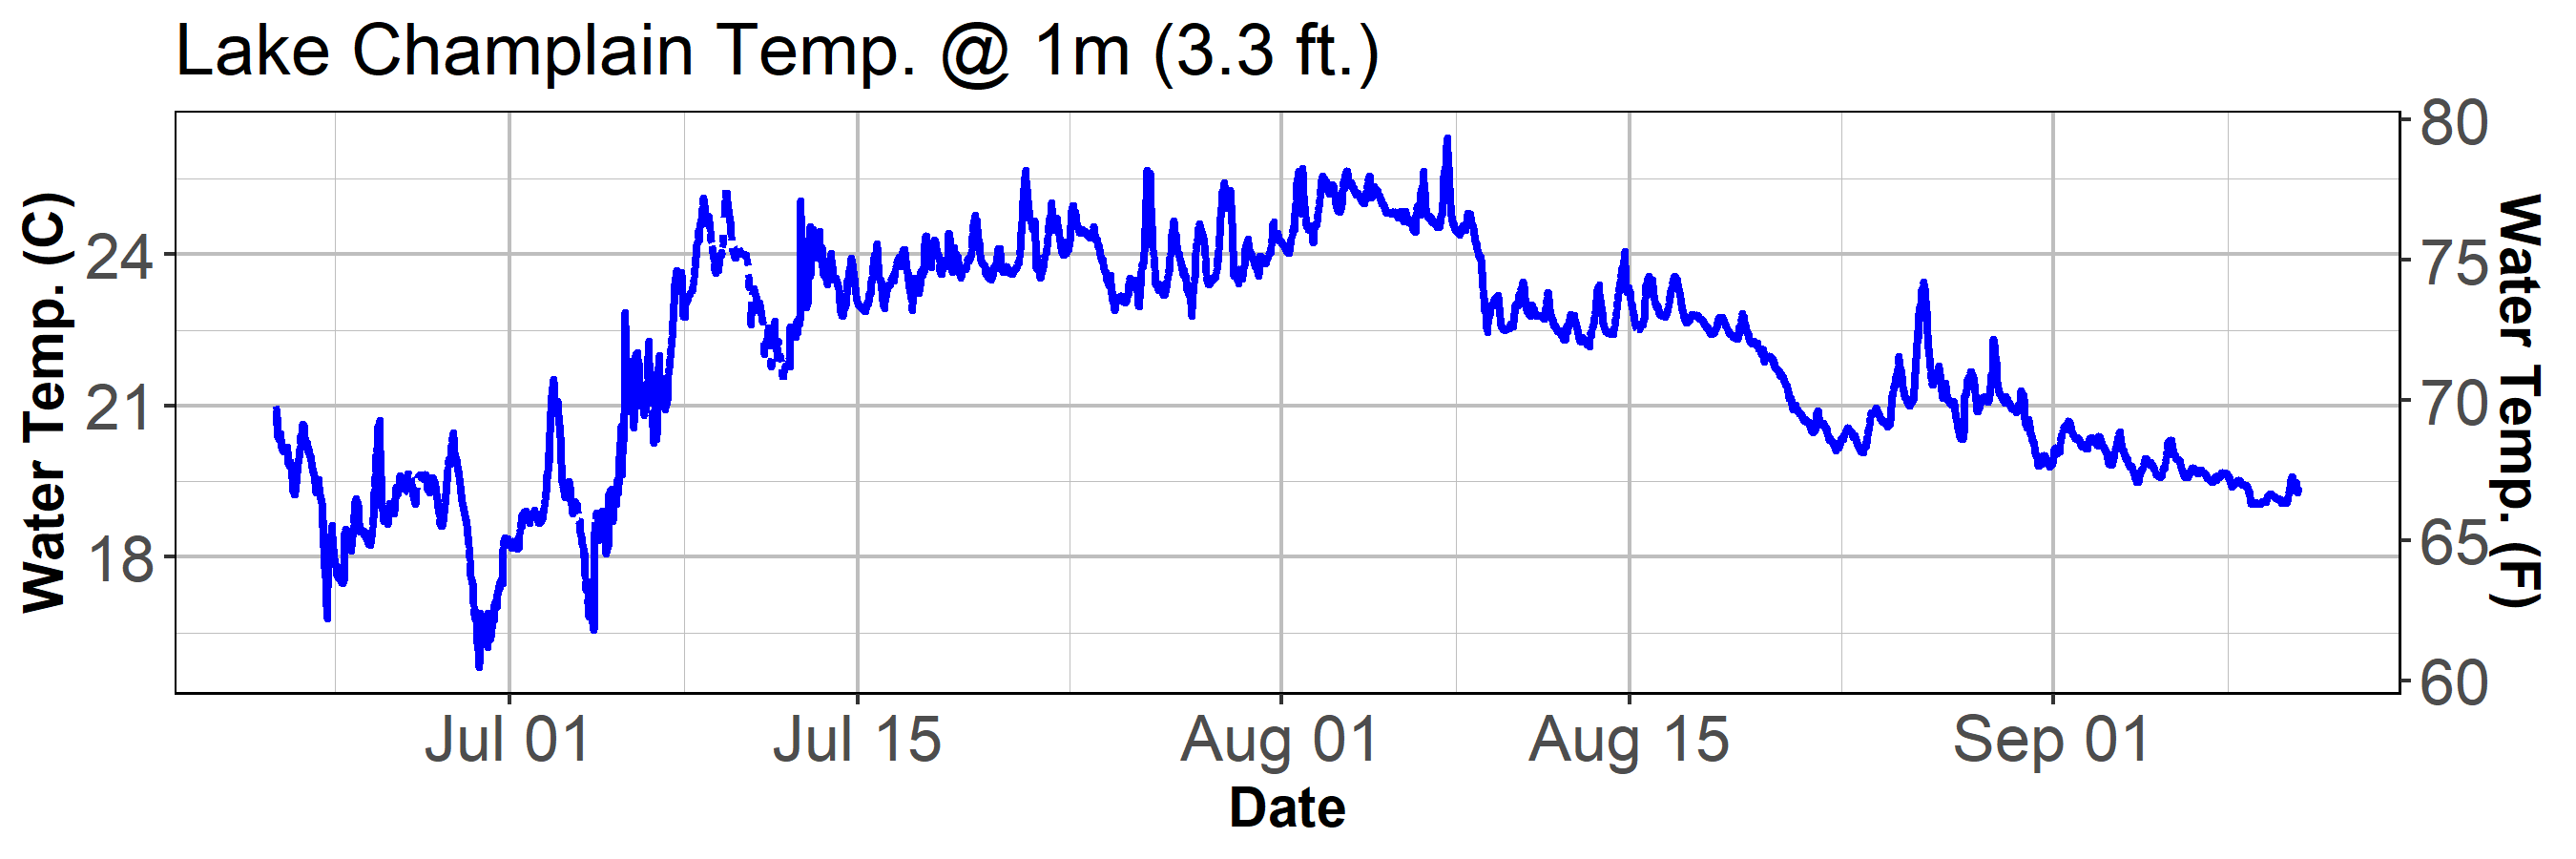 Lake Champlain Temp. @ 1m (3.3 ft.)
Water Temp. (C)
24
21
18
80
75
70
65
60
Water Temp. (F)
Jul 01
Jul 15
Aug 01
Aug 15
Sep 01
Date